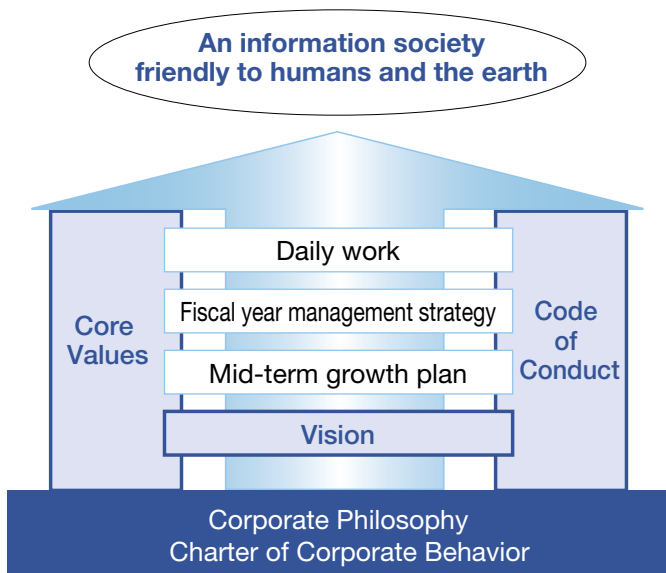 An information society
friendly to humans and the earth
Daily work
Fiscal year management strategy
Mid-term growth plan
Vision
Core
Values
Code
of
Conduct
Corporate Philosophy
Charter of Corporate Behavior